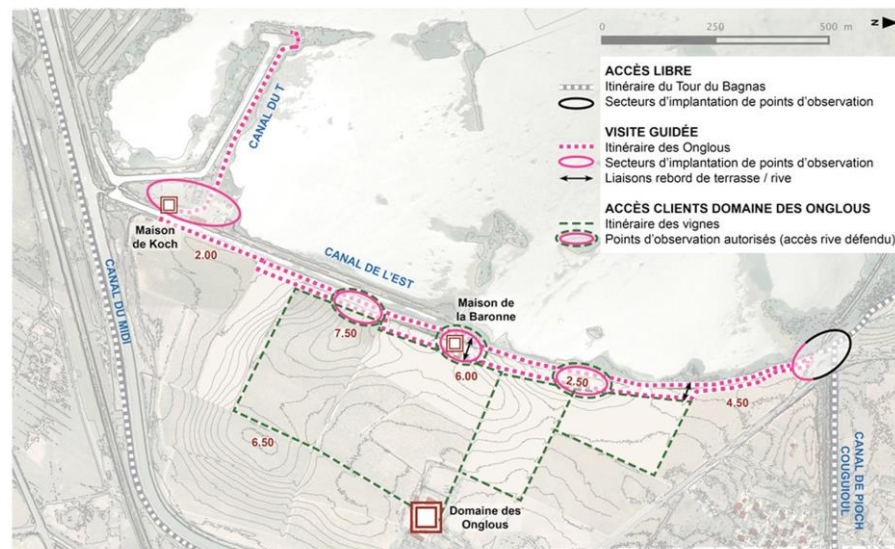 0 250 500 m
N
ACCÈS LIBRE
Itinéraire du Tour du Bagnas
Secteurs d'implantation de points d'observation
VISITE GUIDÉE
Itinéraire des Onglous
Secteurs d'implantation de points d'observation
Liaisons rebord de terrasse / rive
ACCÈS CLIENTS DOMAINE DES ONGLOUS
Itinéraire des vignes
Points d'observation autorisés (accès rive défendu)
CANAL DU T
Maison
de Koch
2.00
CANAL DE L'EST
CANAL DU MIDI
Maison de
la Baronne
7.50
6.00
2.50
4.50
6.50
CANAL DE PIOCH
COUGUIOUL
Domaine des
Onglous